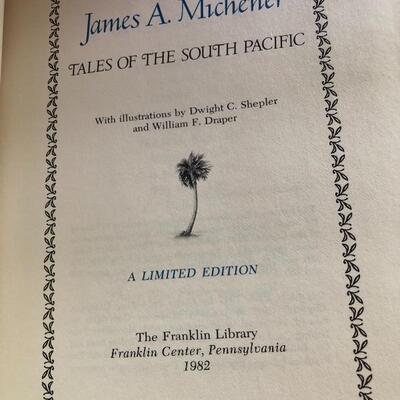 James A. Michener
TALES OF THE SOUTH PACIFIC
With illustrations by Dwight C. Shepler
and William F. Draper
A LIMITED EDITION
The Franklin Library
Franklin Center, Pennsylvania
1982